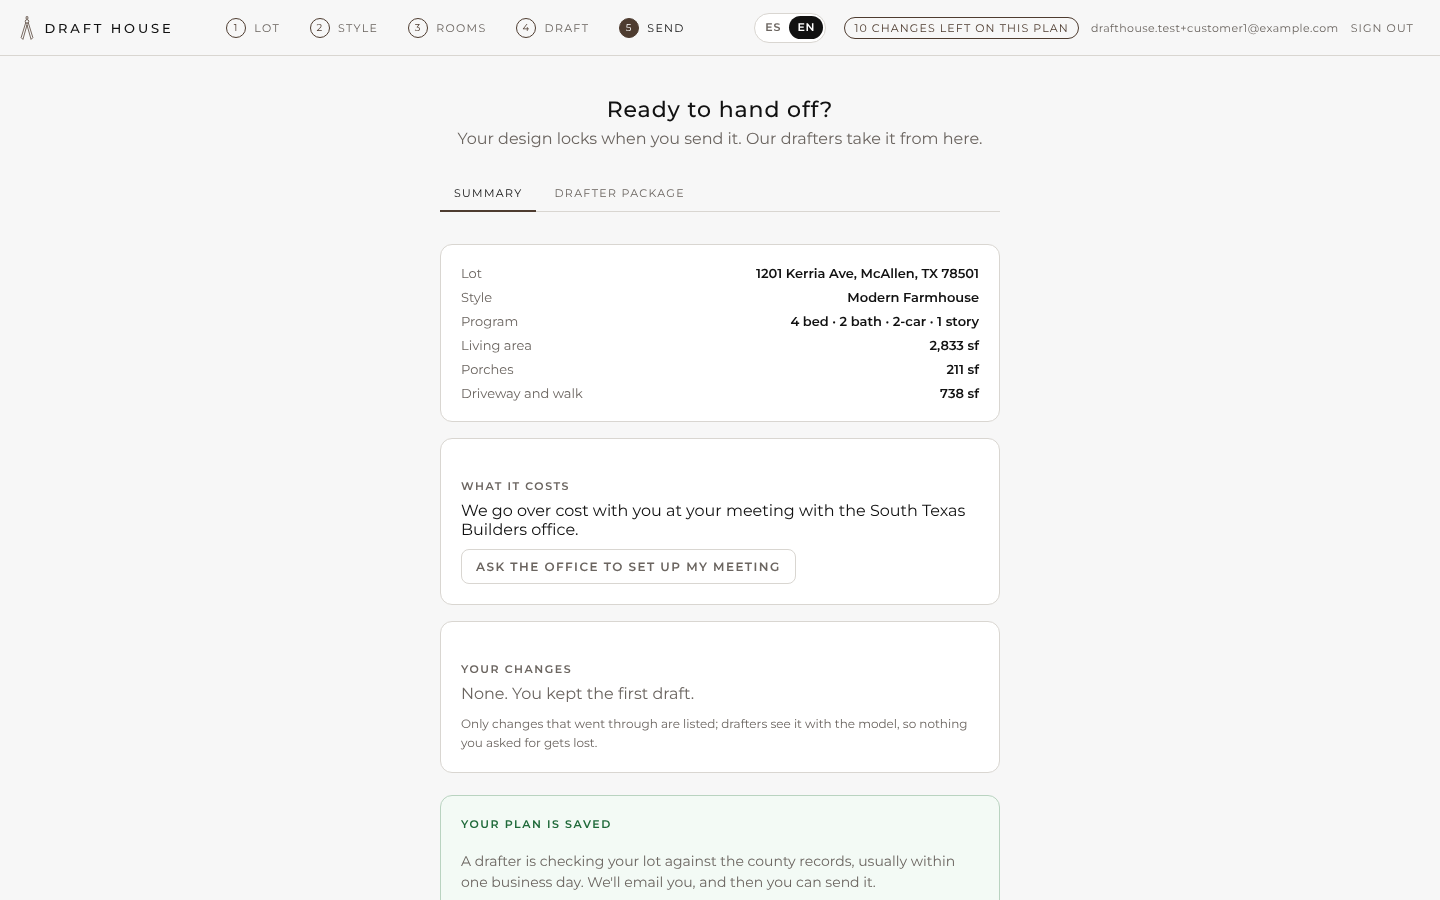 DRAFT HOUSE
1 LOT
2 STYLE
3 ROOMS
4 DRAFT
5 SEND
ES EN
10 CHANGES LEFT ON THIS PLAN
drafthouse.test+customer1@example.com
SIGN OUT
Ready to hand off?
Your design locks when you send it. Our drafters take it from here.
SUMMARY
DRAFTER PACKAGE
Lot 1201 Kerria Ave, McAllen, TX 78501
Style Modern Farmhouse
Program 4 bed · 2 bath · 2-car · 1 story
Living area 2,833 sf
Porches 211 sf
Driveway and walk 738 sf
WHAT IT COSTS
We go over cost with you at your meeting with the South Texas
Builders office.
ASK THE OFFICE TO SET UP MY MEETING
YOUR CHANGES
None. You kept the first draft.
Only changes that went through are listed; drafters see it with the model, so nothing
you asked for gets lost.
YOUR PLAN IS SAVED
A drafter is checking your lot against the county records, usually within
one business day. We'll email you, and then you can send it.